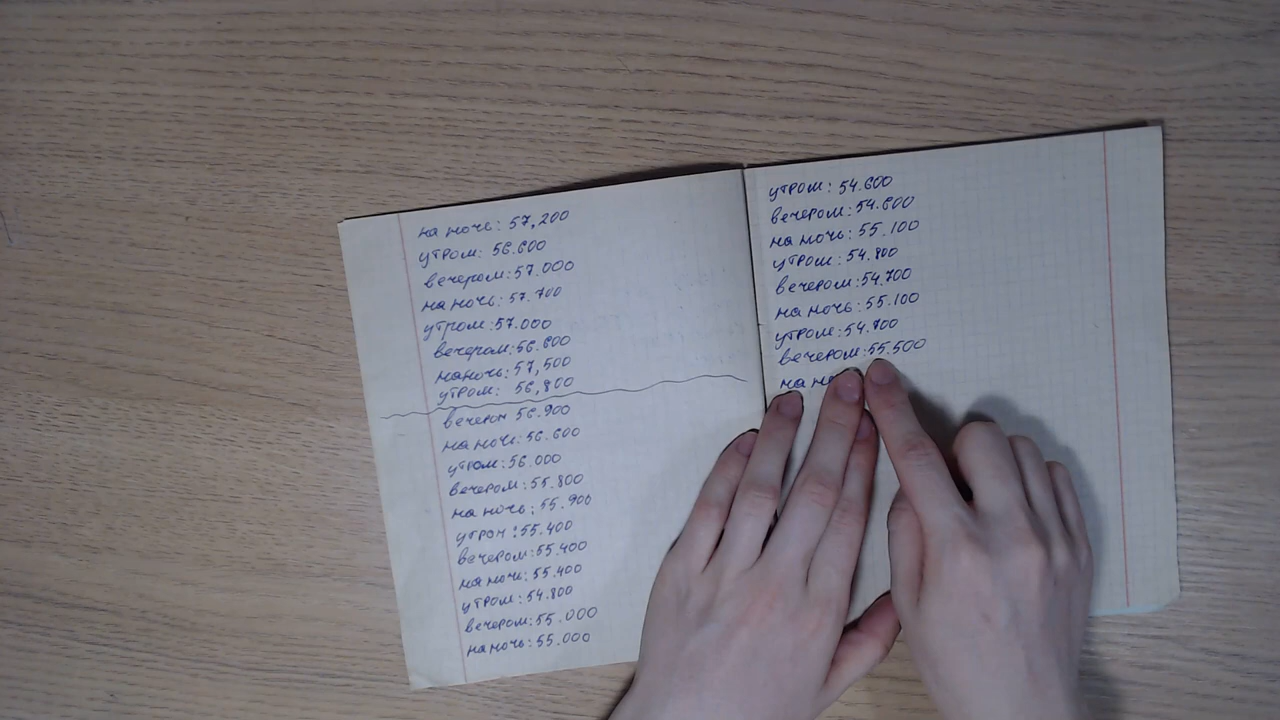 на ночь: 57,200
утром: 56.600
вечером: 57.000
на ночь: 57.700
утром: 57.000
вечером: 56.600
на ночь: 57,500
утром: 56,800
вечером 56.900
на ночь: 56.600
утром: 56.000
вечером: 55.800
на ночь: 55.900
утром: 55.400
вечером: 55.400
на ночь: 55.400
утром: 54.800
вечером: 55.000
на ночь: 55.000
утром: 54.600
вечером: 54.600
на ночь: 55.100
утром: 54.800
вечером: 54.700
на ночь: 55.100
утром: 54.700
вечером: 55.500
на